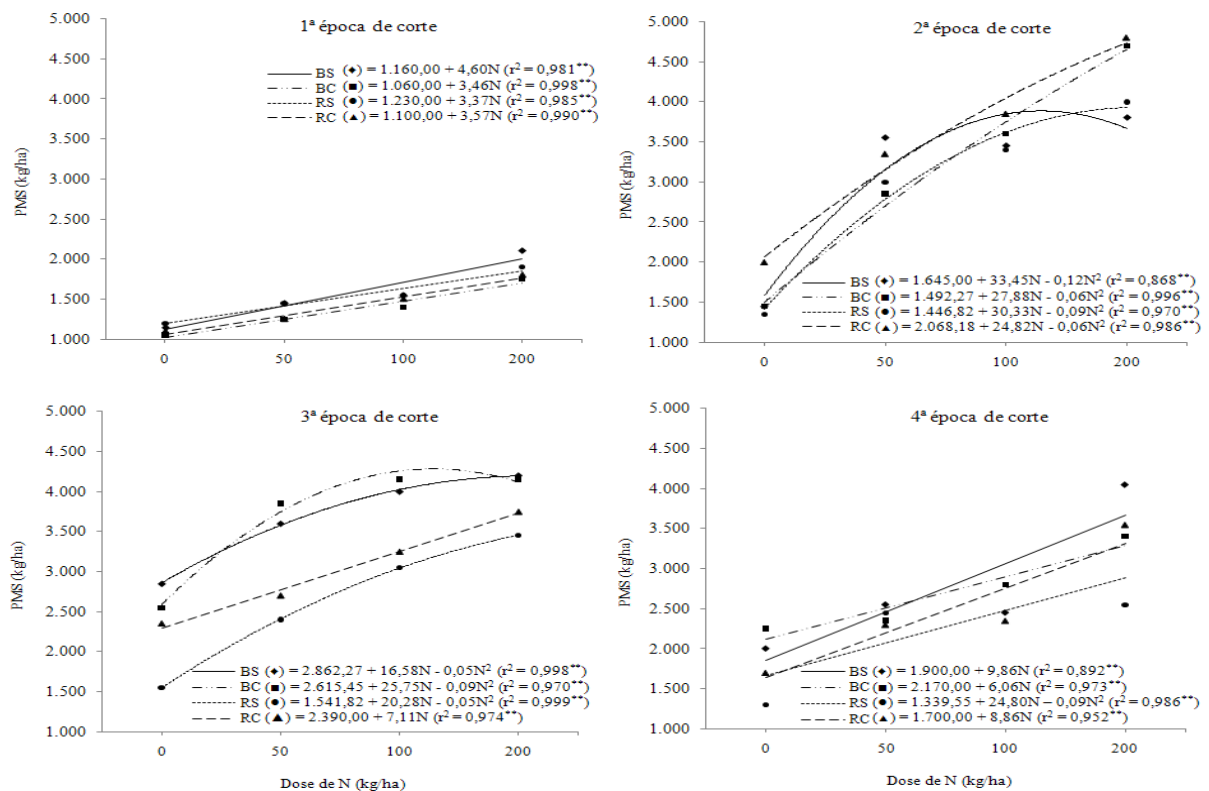 1ª época de corte
5.000
4.500
4.000
3.500
3.000
2.500
2.000
1.500
1.000
PMS (kg/ha)
BS (◆) = 1.160,00 + 4,60N (r² = 0,981**)
BC (■) = 1.060,00 + 3,46N (r² = 0,998**)
RS (●) = 1.230,00 + 3,37N (r² = 0,985**)
RC (▲) = 1.100,00 + 3,57N (r² = 0,990**)
0 50 100 200
2ª época de corte
5.000
4.500
4.000
3.500
3.000
2.500
2.000
1.500
1.000
PMS (kg/ha)
BS (◆) = 1.645,00 + 33,45N - 0,12N² (r² = 0,868**)
BC (■) = 1.492,27 + 27,88N - 0,06N² (r² = 0,996**)
RS (●) = 1.446,82 + 30,33N - 0,09N² (r² = 0,970**)
RC (▲) = 2.068,18 + 24,82N - 0,06N² (r² = 0,986**)
0 50 100 200
3ª época de corte
5.000
4.500
4.000
3.500
3.000
2.500
2.000
1.500
1.000
PMS (kg/ha)
BS (◆) = 2.862,27 + 16,58N - 0,05N² (r² = 0,998**)
BC (■) = 2.615,45 + 25,75N - 0,09N² (r² = 0,970**)
RS (●) = 1.541,82 + 20,28N - 0,05N² (r² = 0,999**)
RC (▲) = 2.390,00 + 7,11N (r² = 0,974**)
0 50 100 200
Dose de N (kg/ha)
4ª época de corte
5.000
4.500
4.000
3.500
3.000
2.500
2.000
1.500
1.000
PMS (kg/ha)
BS (◆) = 1.900,00 + 9,86N (r² = 0,892**)
BC (■) = 2.170,00 + 6,06N (r² = 0,973**)
RS (●) = 1.339,55 + 24,80N – 0,09N² (r² = 0,986**)
RC (▲) = 1.700,00 + 8,86N (r² = 0,952**)
0 50 100 200
Dose de N (kg/ha)